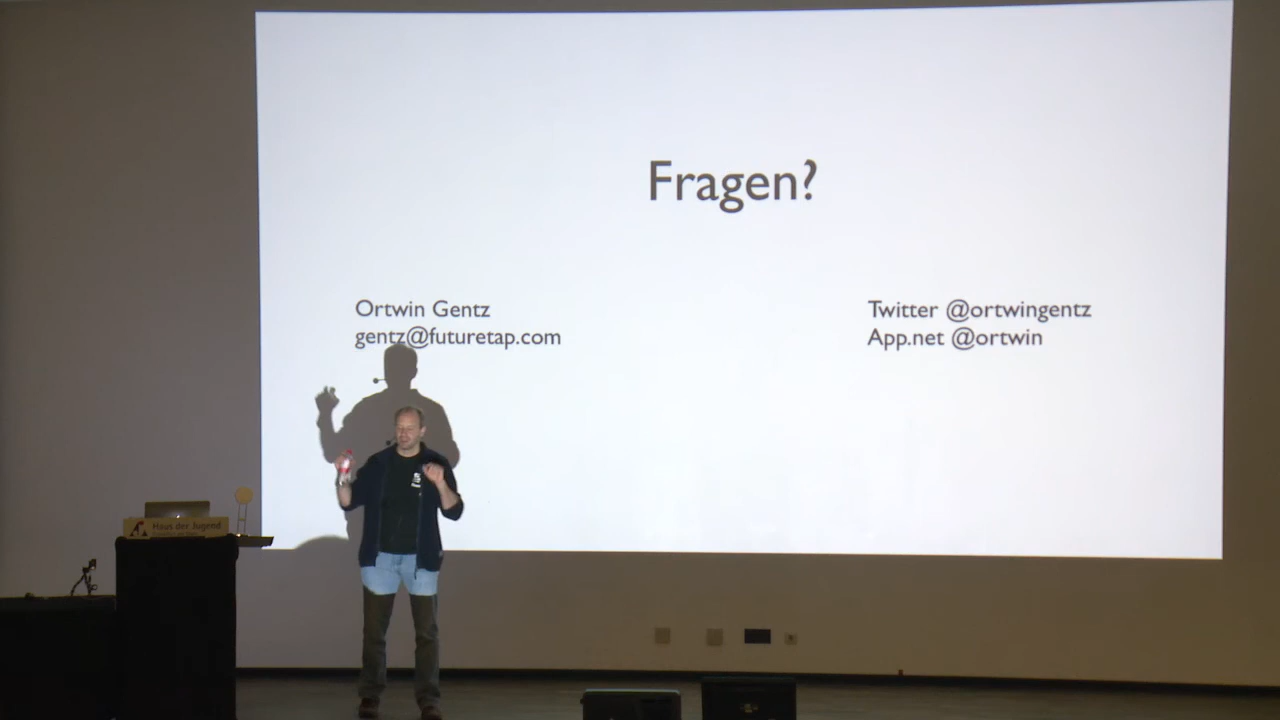 Fragen?
Ortwin Gentz
gentz@futuretap.com
Twitter @ortwingentz
App.net @ortwin
Haus der Jugend